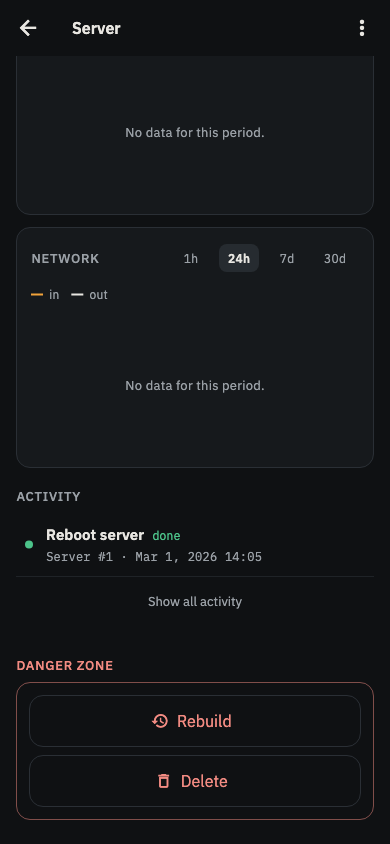 Server
No data for this period.
NETWORK 1h 24h 7d 30d
in out
No data for this period.
ACTIVITY
Reboot server done
Server #1 · Mar 1, 2026 14:05
Show all activity
DANGER ZONE
Rebuild
Delete